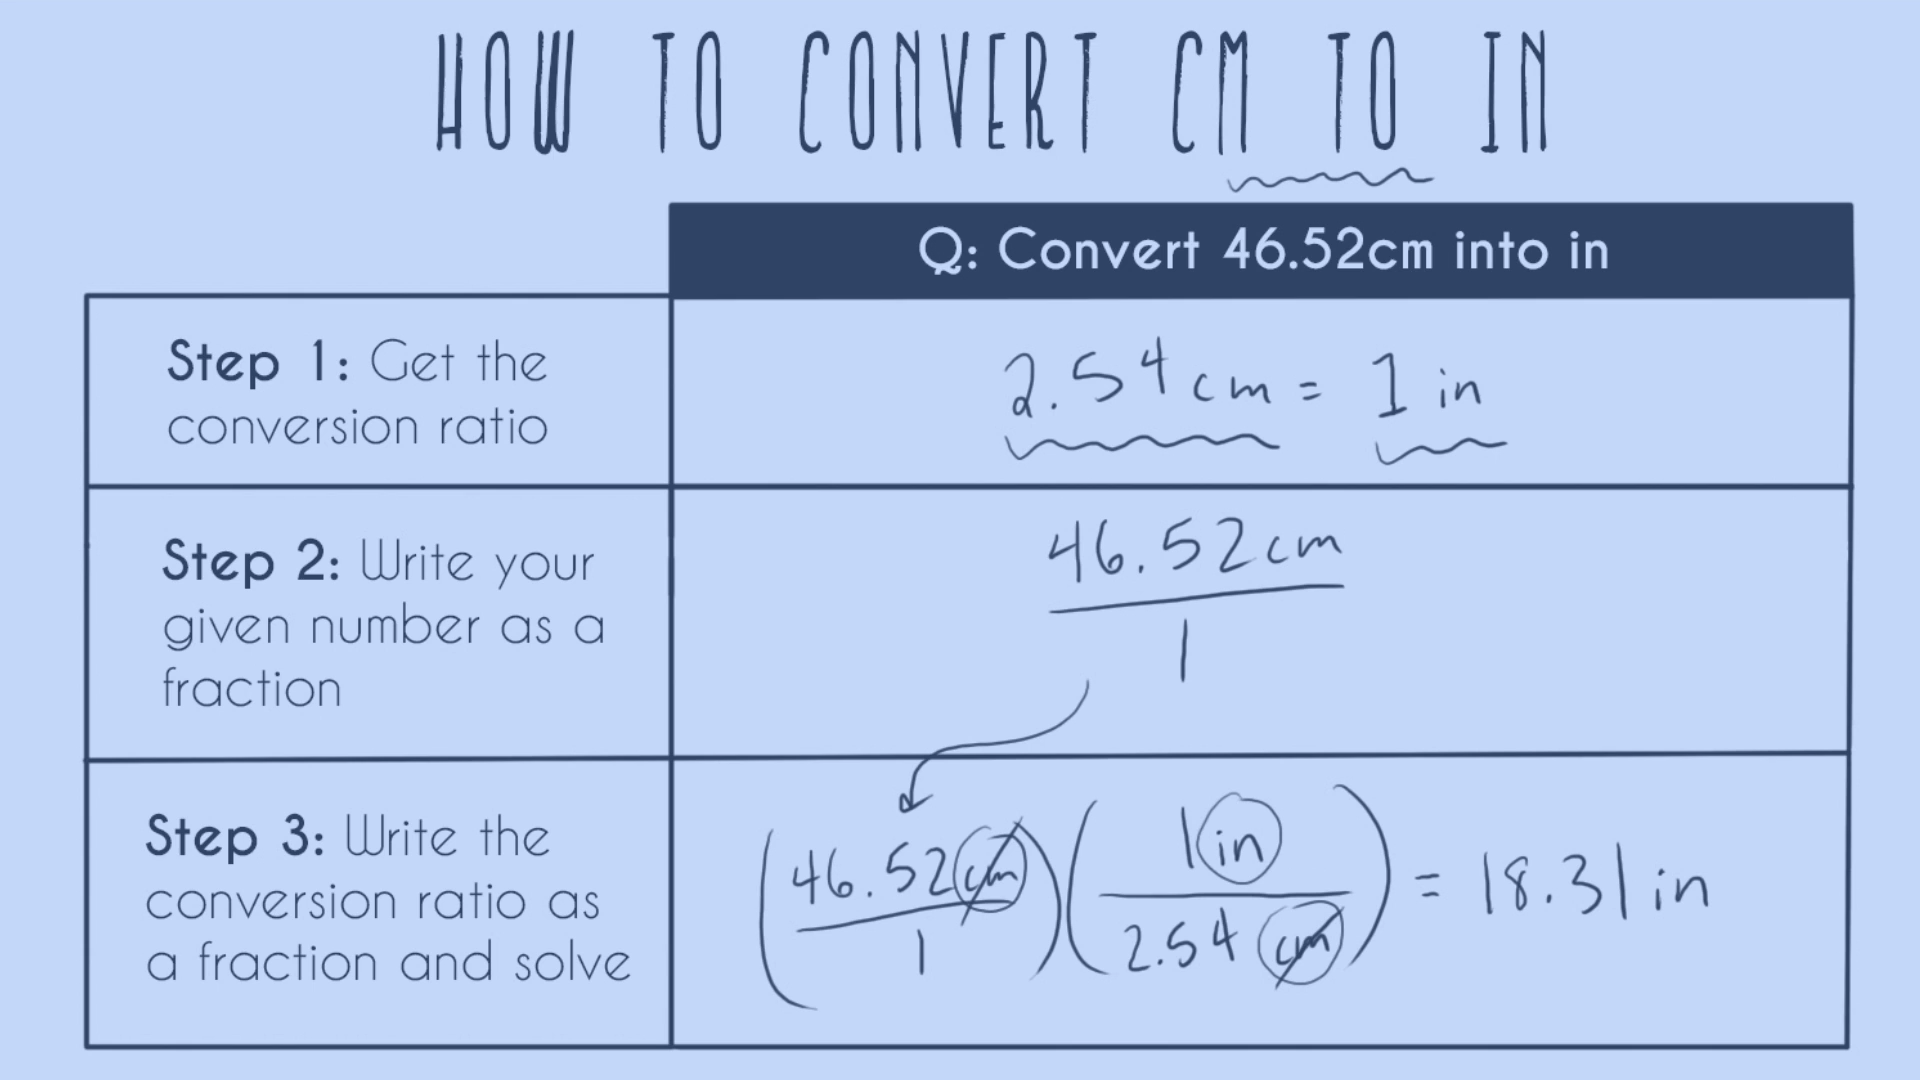 HOW TO CONVERT CM TO IN
Q: Convert 46.52cm into in
Step 1: Get the
conversion ratio
2.54 cm = 1 in
Step 2: Write your
given number as a
fraction
46.52cm
1
Step 3: Write the
conversion ratio as
a fraction and solve
(46.52cm / 1) (1 in / 2.54 cm) = 18.31 in